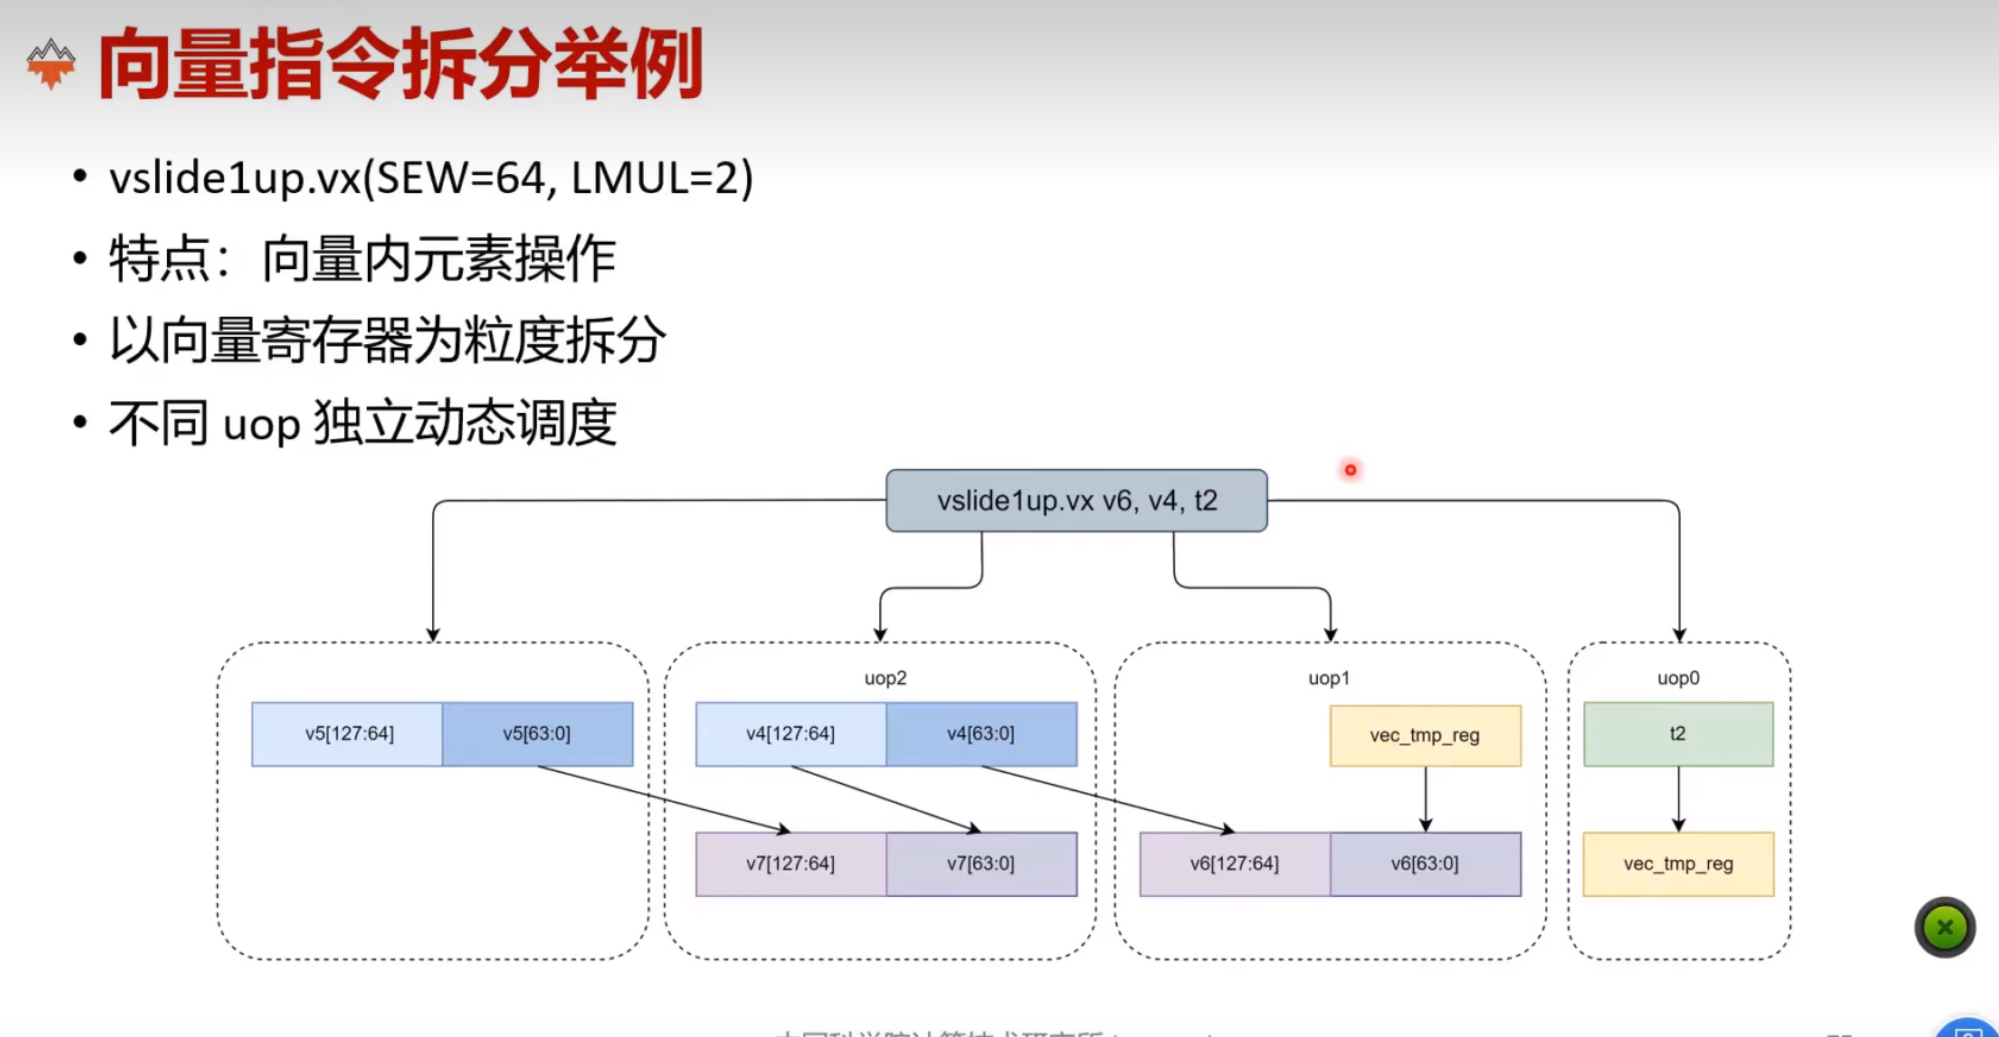 向量指令拆分举例
• vslide1up.vx(SEW=64, LMUL=2)
• 特点：向量内元素操作
• 以向量寄存器为粒度拆分
• 不同 uop 独立动态调度
vslide1up.vx v6, v4, t2
uop2
uop1
uop0
v5[127:64]
v5[63:0]
v4[127:64]
v4[63:0]
vec_tmp_reg
t2
v7[127:64]
v7[63:0]
v6[127:64]
v6[63:0]
vec_tmp_reg